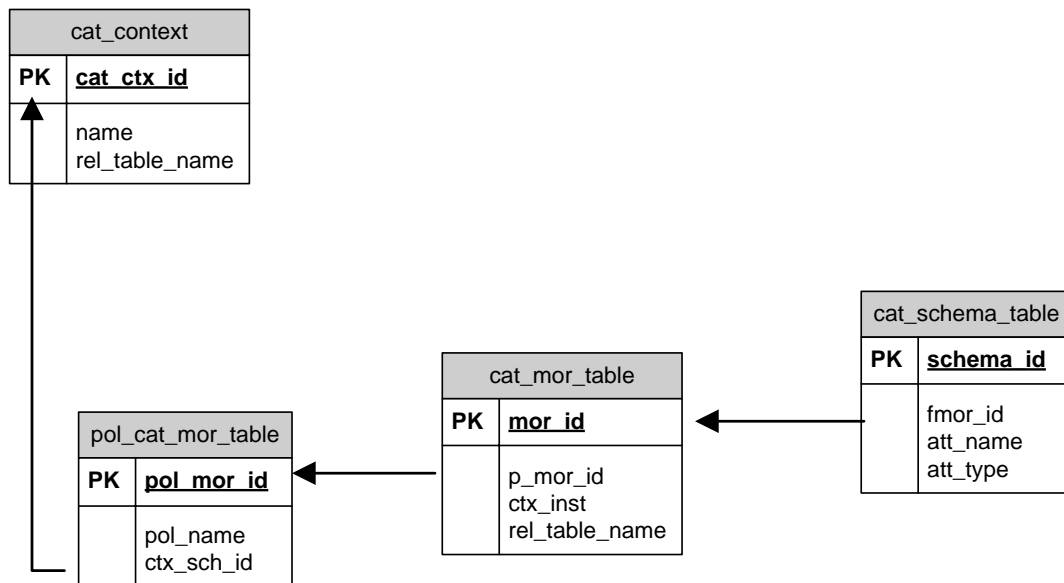 cat_context
PK cat_ctx_id
name
rel_table_name
cat_schema_table
PK schema_id
fmor_id
att_name
att_type
cat_mor_table
PK mor_id
p_mor_id
ctx_inst
rel_table_name
pol_cat_mor_table
PK pol_mor_id
pol_name
ctx_sch_id